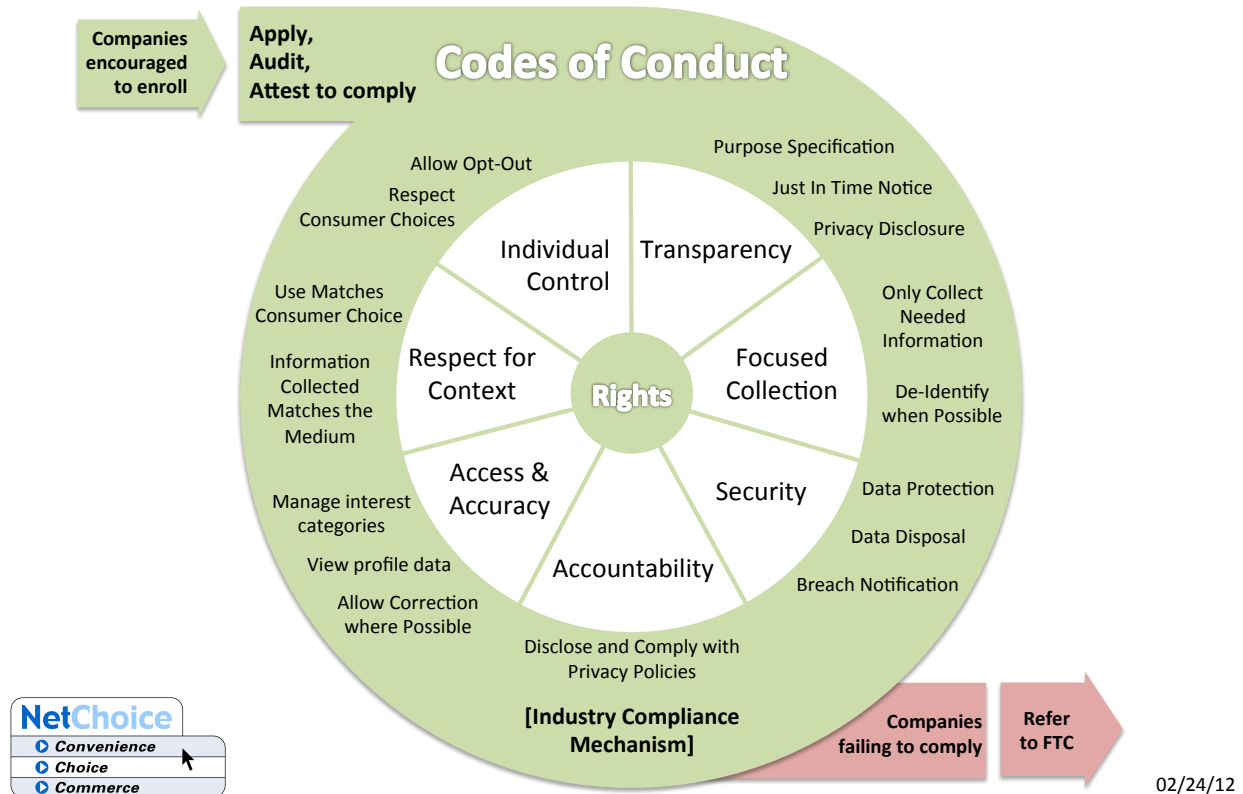 Companies
encouraged
to enroll
Apply,
Audit,
Attest to comply
Codes of Conduct
Allow Opt-Out
Respect
Consumer Choices
Purpose Specification
Just In Time Notice
Privacy Disclosure
Individual
Control
Transparency
Use Matches
Consumer Choice
Information
Collected
Matches the
Medium
Respect for
Context
Rights
Focused
Collection
Only Collect
Needed
Information
De-Identify
when Possible
Access &
Accuracy
Security
Accountability
Manage interest
categories
View profile data
Allow Correction
where Possible
Data Protection
Data Disposal
Breach Notification
Disclose and Comply with
Privacy Policies
[Industry Compliance
Mechanism]
Companies
failing to comply
Refer
to FTC
NetChoice
Convenience
Choice
Commerce
02/24/12